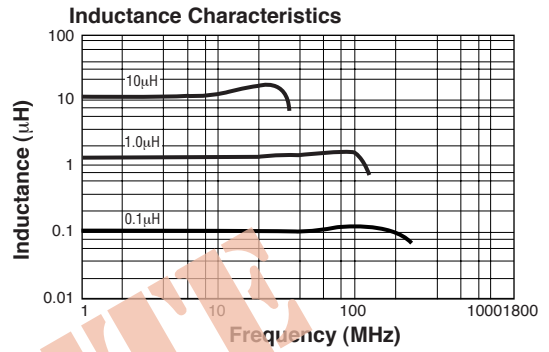 Inductance Characteristics
100
10µH
10
1.0µH
1
0.1µH
0.1
0.01
1 10 100 10001800
Inductance (µH)
Frequency (MHz)